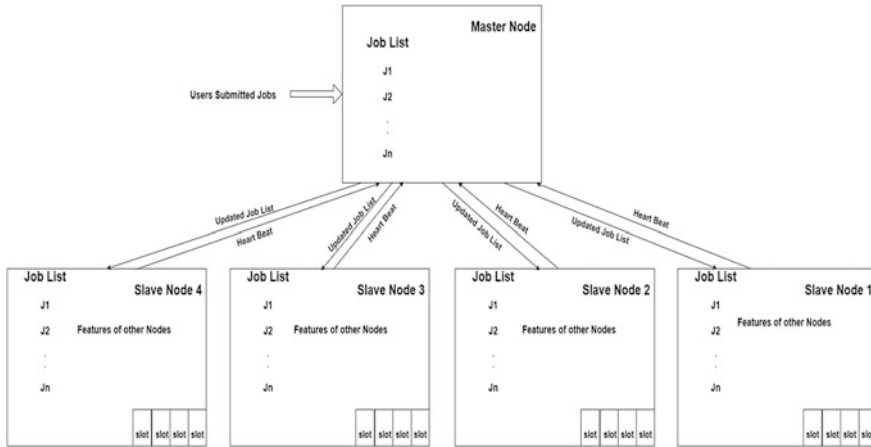 Master Node
Job List
J1
Users Submitted Jobs
J2
.
.
Jn
Updated Job List
Heart Beat
Updated Job List
Heart Beat
Updated Job List
Heart Beat
Updated Job List
Heart Beat
Job List
Slave Node 4
J1
J2
Features of other Nodes
.
.
Jn
slot slot slot slot
Job List
Slave Node 3
J1
J2
Features of other Nodes
.
.
Jn
slot slot slot slot
Job List
Slave Node 2
J1
J2
Features of other Nodes
.
.
Jn
slot slot slot slot
Job List
Slave Node 1
J1
Features of other Nodes
J2
.
.
Jn
slot slot slot slot